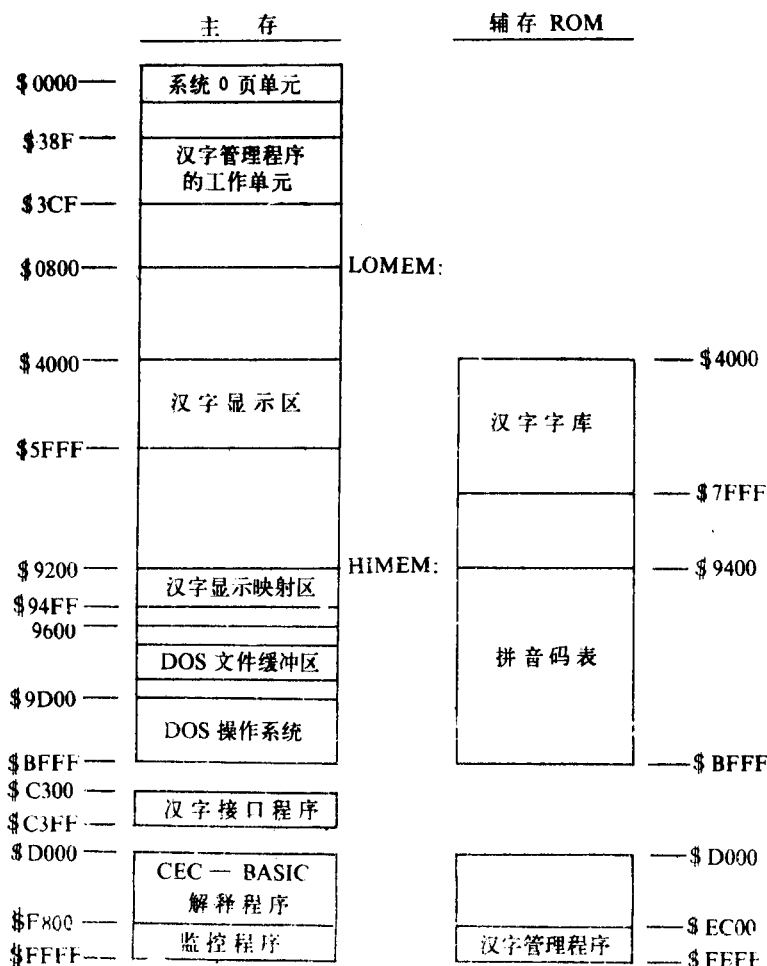 主 存
辅存 ROM
$0000
系统 0 页单元
$38F
汉字管理程序
的工作单元
$3CF
$0800
LOMEM:
$4000
$4000
汉字显示区
汉字字库
$5FFF
$7FFF
$9200
HIMEM:
$9400
汉字显示映射区
$94FF
9600
拼音码表
DOS 文件缓冲区
$9D00
DOS 操作系统
$BFFF
$BFFF
$C300
汉字接口程序
$C3FF
$D000
$D000
CEC — BASIC
解释程序
$F800
$EC00
监控程序
汉字管理程序
$FFFF
$FFFF